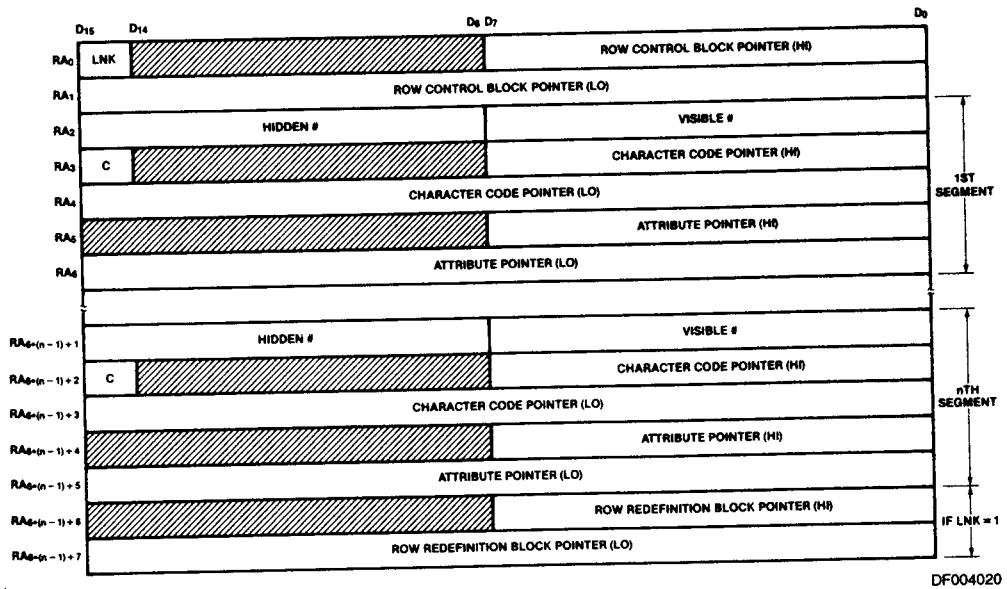 D15 D14 D8 D7 D0
RA0 LNK ROW CONTROL BLOCK POINTER (HI)
RA1 ROW CONTROL BLOCK POINTER (LO)
RA2 HIDDEN # VISIBLE #
RA3 C CHARACTER CODE POINTER (HI)
RA4 CHARACTER CODE POINTER (LO)
1ST
SEGMENT
RA5 ATTRIBUTE POINTER (HI)
RA6 ATTRIBUTE POINTER (LO)
RA6+(n − 1) + 1 HIDDEN # VISIBLE #
RA6+(n − 1) + 2 C CHARACTER CODE POINTER (HI)
RA6+(n − 1) + 3 CHARACTER CODE POINTER (LO)
nTH
SEGMENT
RA6+(n − 1) + 4 ATTRIBUTE POINTER (HI)
RA6+(n − 1) + 5 ATTRIBUTE POINTER (LO)
RA6+(n − 1) + 6 ROW REDEFINITION BLOCK POINTER (HI)
IF LNK = 1
RA6+(n − 1) + 7 ROW REDEFINITION BLOCK POINTER (LO)
DF004020